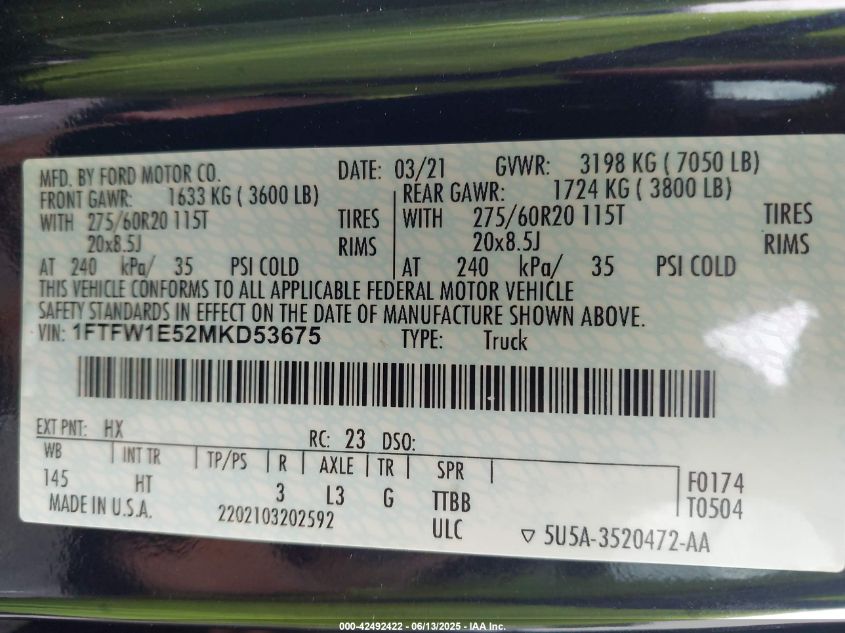 MFD. BY FORD MOTOR CO. DATE: 03/21 GVWR: 3198 KG ( 7050 LB)
FRONT GAWR: 1633 KG ( 3600 LB) REAR GAWR: 1724 KG ( 3800 LB)
WITH 275/60R20 115T TIRES WITH 275/60R20 115T TIRES
20x8.5J RIMS 20x8.5J RIMS
AT 240 kPa/ 35 PSI COLD AT 240 kPa/ 35 PSI COLD
THIS VEHICLE CONFORMS TO ALL APPLICABLE FEDERAL MOTOR VEHICLE
SAFETY STANDARDS IN EFFECT ON THE DATE OF MANUFACTURE SHOWN ABOVE.
VIN: 1FTFW1E52MKD53675 TYPE: Truck
EXT PNT: HX RC: 23 DSO:
WB INT TR TP/PS R AXLE TR SPR
145 HT 3 L3 G TTBB F0174
MADE IN U.S.A. 2202103202592 ULC T0504
▽ 5U5A-3520472-AA
000-42492422 - 06/13/2025 - IAA Inc.